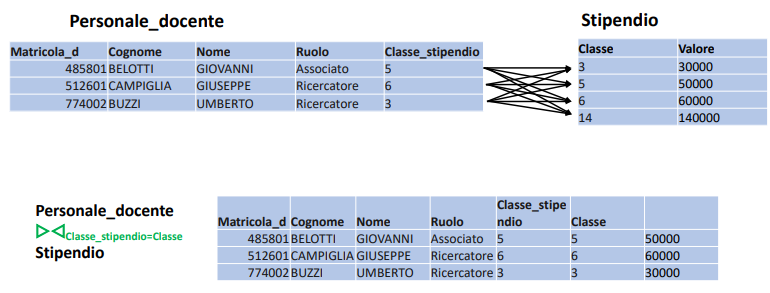 Personale_docente
Stipendio
Matricola_d Cognome Nome Ruolo Classe_stipendio
485801 BELOTTI GIOVANNI Associato 5
512601 CAMPIGLIA GIUSEPPE Ricercatore 6
774002 BUZZI UMBERTO Ricercatore 3
Classe Valore
3 30000
5 50000
6 60000
14 140000
Personale_docente
Classe_stipendio=Classe
Stipendio
Classe_stipe
Matricola_d Cognome Nome Ruolo ndio Classe
485801 BELOTTI GIOVANNI Associato 5 5 50000
512601 CAMPIGLIA GIUSEPPE Ricercatore 6 6 60000
774002 BUZZI UMBERTO Ricercatore 3 3 30000